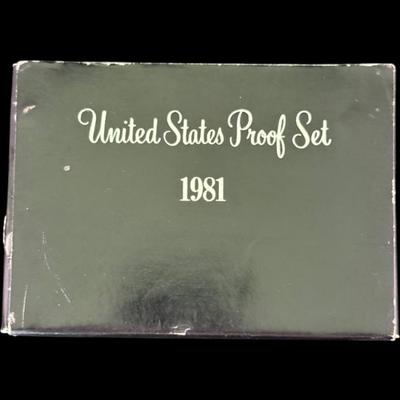 United States Proof Set
1981